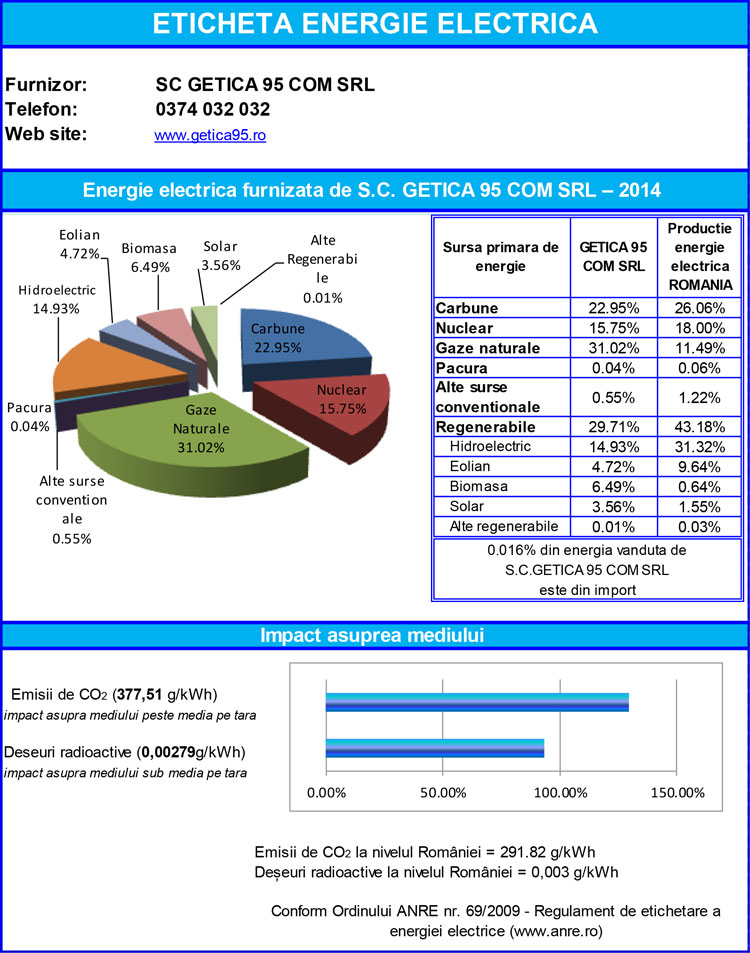 ETICHETA ENERGIE ELECTRICA
Furnizor: SC GETICA 95 COM SRL
Telefon: 0374 032 032
Web site: www.getica95.ro
Energie electrica furnizata de S.C. GETICA 95 COM SRL – 2014
Eolian
4.72%
Biomasa
6.49%
Solar
3.56%
Alte
Regenerabi
le
0.01%
Hidroelectric
14.93%
Carbune
22.95%
Nuclear
15.75%
Gaze
Naturale
31.02%
Pacura
0.04%
Alte surse
convention
ale
0.55%
Sursa primara de
energie
GETICA 95
COM SRL
Productie
energie
electrica
ROMANIA
Carbune 22.95% 26.06%
Nuclear 15.75% 18.00%
Gaze naturale 31.02% 11.49%
Pacura 0.04% 0.06%
Alte surse
conventionale 0.55% 1.22%
Regenerabile 29.71% 43.18%
Hidroelectric 14.93% 31.32%
Eolian 4.72% 9.64%
Biomasa 6.49% 0.64%
Solar 3.56% 1.55%
Alte regenerabile 0.01% 0.03%
0.016% din energia vanduta de
S.C.GETICA 95 COM SRL
este din import
Impact asuprea mediului
Emisii de CO2 (377,51 g/kWh)
impact asupra mediului peste media pe tara
Deseuri radioactive (0,00279g/kWh)
impact asupra mediului sub media pe tara
0.00% 50.00% 100.00% 150.00%
Emisii de CO2 la nivelul României = 291.82 g/kWh
Deșeuri radioactive la nivelul României = 0,003 g/kWh
Conform Ordinului ANRE nr. 69/2009 - Regulament de etichetare a
energiei electrice (www.anre.ro)